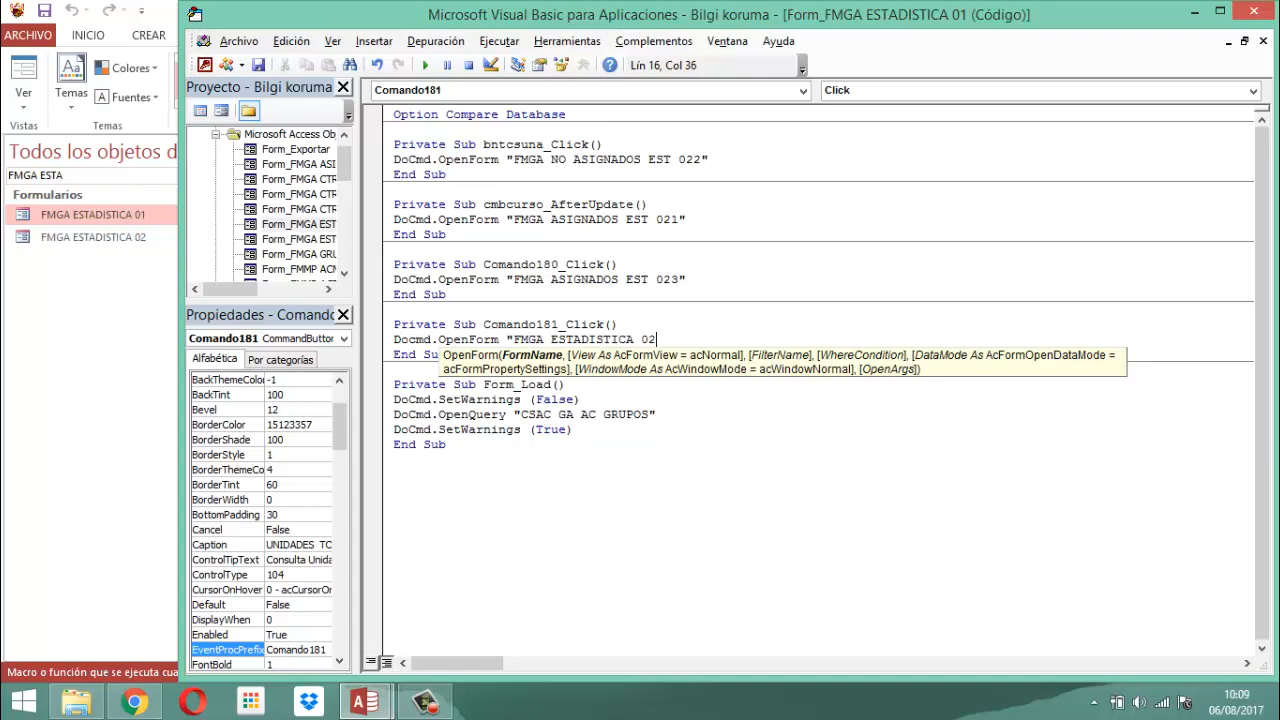 Microsoft Visual Basic para Aplicaciones - Bilgi koruma - [Form_FMGA ESTADISTICA 01 (Código)]
ARCHIVO INICIO CREAR
Archivo Edición Ver Insertar Depuración Ejecutar Herramientas Complementos Ventana Ayuda
Lín 16, Col 36
Ver
Temas
Colores
Fuentes
Vistas
Temas
Todos los objetos d
FMGA ESTA
Formularios
FMGA ESTADISTICA 01
FMGA ESTADISTICA 02
Macro o función que se ejecuta cua
Proyecto - Bilgi koruma
Microsoft Access Obj
Form_Exportar
Form_FMGA ASI
Form_FMGA CTR
Form_FMGA CTR
Form_FMGA CTR
Form_FMGA EST
Form_FMGA EST
Form_FMGA GRU
Form_FMMP ACM
Propiedades - Comando
Comando181 CommandButton
Alfabética Por categorías
BackThemeColor -1
BackTint 100
Bevel 12
BorderColor 15123357
BorderShade 100
BorderStyle 1
BorderThemeCo 4
BorderTint 60
BorderWidth 0
BottomPadding 30
Cancel False
Caption UNIDADES TO
ControlTipText Consulta Unida
ControlType 104
CursorOnHover 0 - acCursorOn
Default False
DisplayWhen 0
Enabled True
EventProcPrefix Comando181
FontBold 1
Comando181 Click
Option Compare Database
Private Sub bntcsuna_Click()
DoCmd.OpenForm "FMGA NO ASIGNADOS EST 022"
End Sub
Private Sub cmbcurso_AfterUpdate()
DoCmd.OpenForm "FMGA ASIGNADOS EST 021"
End Sub
Private Sub Comando180_Click()
DoCmd.OpenForm "FMGA ASIGNADOS EST 023"
End Sub
Private Sub Comando181_Click()
Docmd.OpenForm "FMGA ESTADISTICA 02
End Su
OpenForm(FormName, [View As AcFormView = acNormal], [FilterName], [WhereCondition], [DataMode As AcFormOpenDataMode =
acFormPropertySettings], [WindowMode As AcWindowMode = acWindowNormal], [OpenArgs])
Private Sub Form_Load()
DoCmd.SetWarnings (False)
DoCmd.OpenQuery "CSAC GA AC GRUPOS"
DoCmd.SetWarnings (True)
End Sub
10:09
06/08/2017